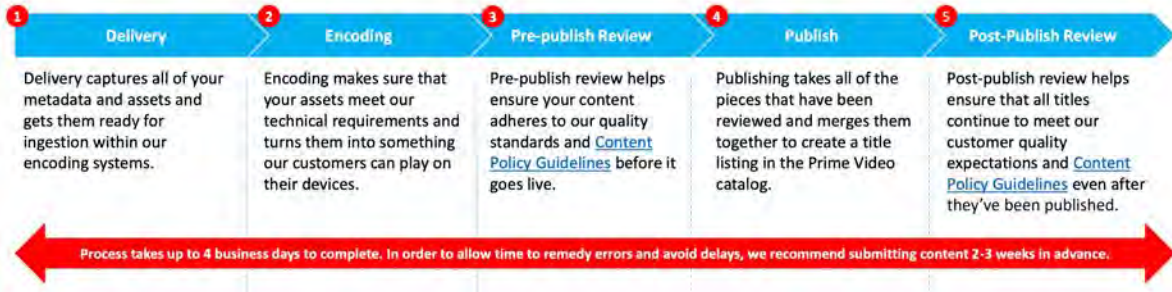 1
Delivery
2
Encoding
3
Pre-publish Review
4
Publish
5
Post-Publish Review
Delivery captures all of your
metadata and assets and
gets them ready for
ingestion within our
encoding systems.
Encoding makes sure that
your assets meet our
technical requirements and
turns them into something
our customers can play on
their devices.
Pre-publish review helps
ensure your content
adheres to our quality
standards and Content
Policy Guidelines before it
goes live.
Publishing takes all of the
pieces that have been
reviewed and merges them
together to create a title
listing in the Prime Video
catalog.
Post-publish review helps
ensure that all titles
continue to meet our
customer quality
expectations and Content
Policy Guidelines even after
they've been published.
Process takes up to 4 business days to complete. In order to allow time to remedy errors and avoid delays, we recommend submitting content 2-3 weeks in advance.